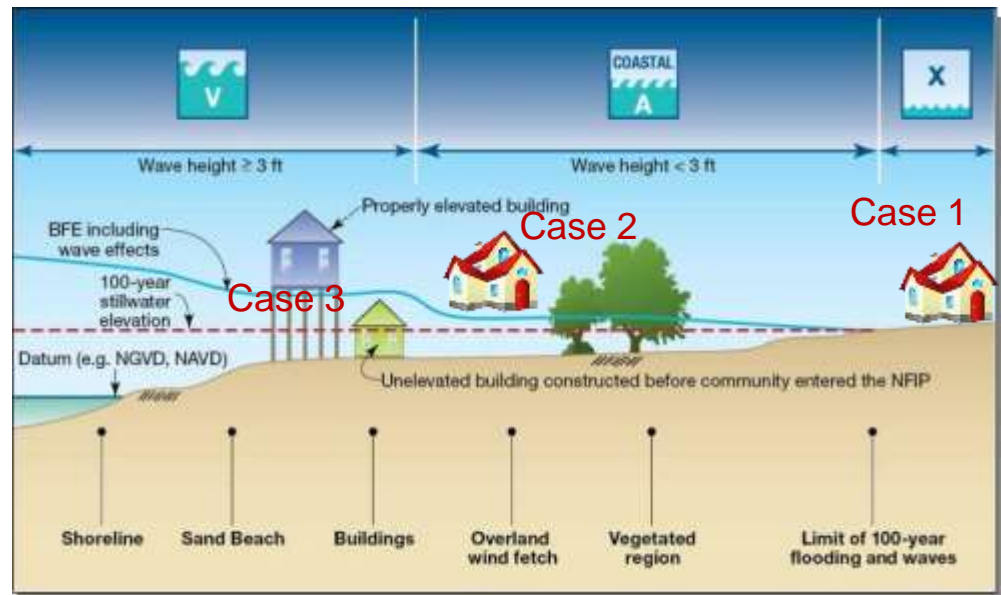 V
COASTAL
A
X
Wave height ≥ 3 ft
Wave height < 3 ft
Properly elevated building
Case 2
Case 1
BFE including
wave effects
100-year
stillwater
elevation
Case 3
Datum (e.g. NGVD, NAVD)
Unelevated building constructed before community entered the NFIP
Shoreline
Sand Beach
Buildings
Overland
wind fetch
Vegetated
region
Limit of 100-year
flooding and waves